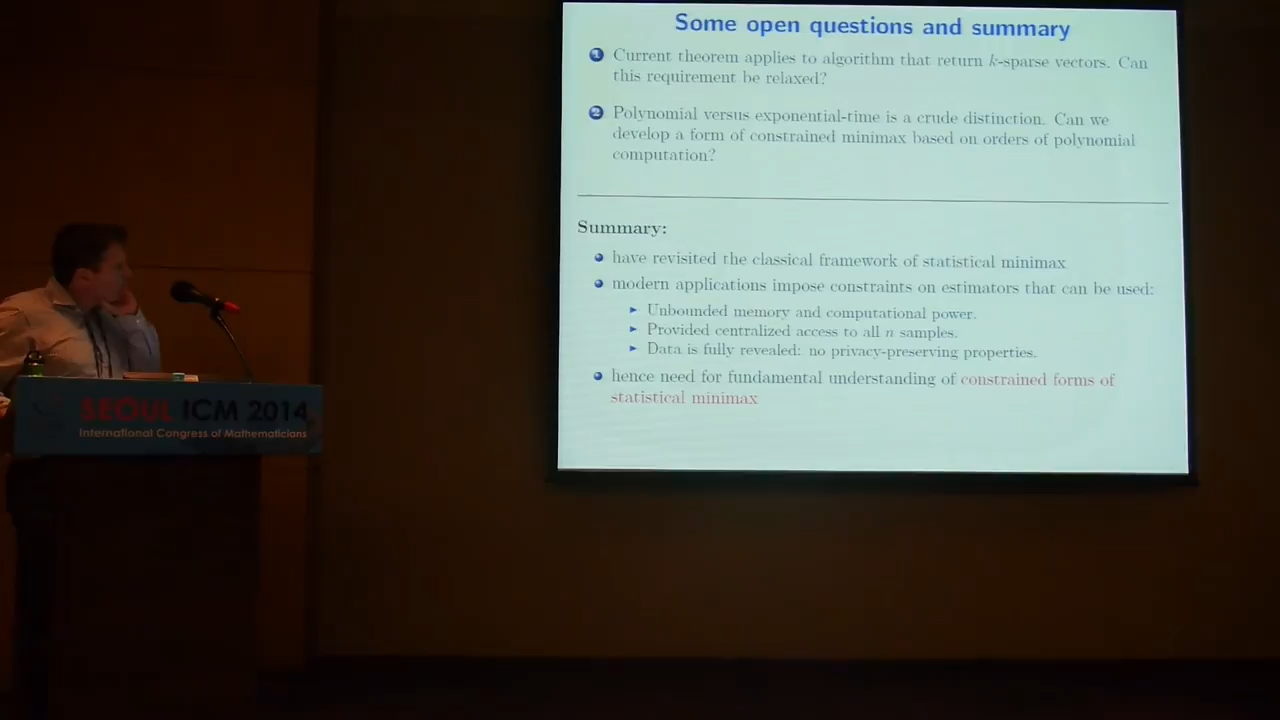 Some open questions and summary
1 Current theorem applies to algorithm that return k-sparse vectors. Can
this requirement be relaxed?
2 Polynomial versus exponential-time is a crude distinction. Can we
develop a form of constrained minimax based on orders of polynomial
computation?
Summary:
have revisited the classical framework of statistical minimax
modern applications impose constraints on estimators that can be used:
Unbounded memory and computational power.
Provided centralized access to all n samples.
Data is fully revealed: no privacy-preserving properties.
hence need for fundamental understanding of constrained forms of
statistical minimax
SEOUL ICM 2014
International Congress of Mathematicians